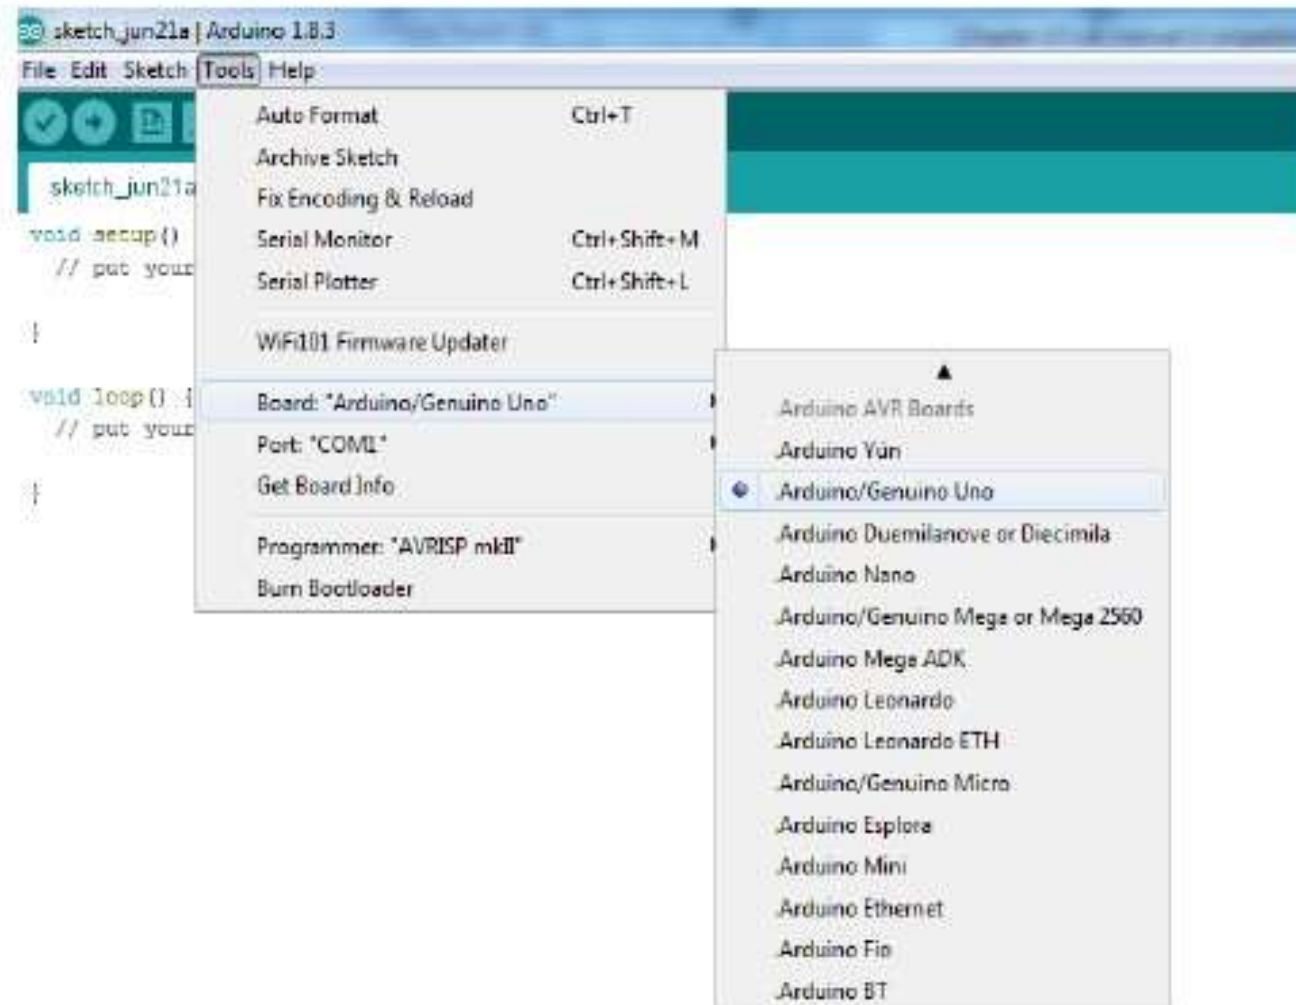 sketch_jun21a | Arduino 1.8.3
File Edit Sketch Tools Help
sketch_jun21a
void setup()
// put your
}
void loop() {
// put your
}
Auto Format Ctrl+T
Archive Sketch
Fix Encoding & Reload
Serial Monitor Ctrl+Shift+M
Serial Plotter Ctrl+Shift+L
WiFi101 Firmware Updater
Board: "Arduino/Genuino Uno"
Port: "COM1"
Get Board Info
Programmer: "AVRISP mkII"
Burn Bootloader
Arduino AVR Boards
Arduino Yún
Arduino/Genuino Uno
Arduino Duemilanove or Diecimila
Arduino Nano
Arduino/Genuino Mega or Mega 2560
Arduino Mega ADK
Arduino Leonardo
Arduino Leonardo ETH
Arduino/Genuino Micro
Arduino Esplora
Arduino Mini
Arduino Ethernet
Arduino Fio
Arduino BT